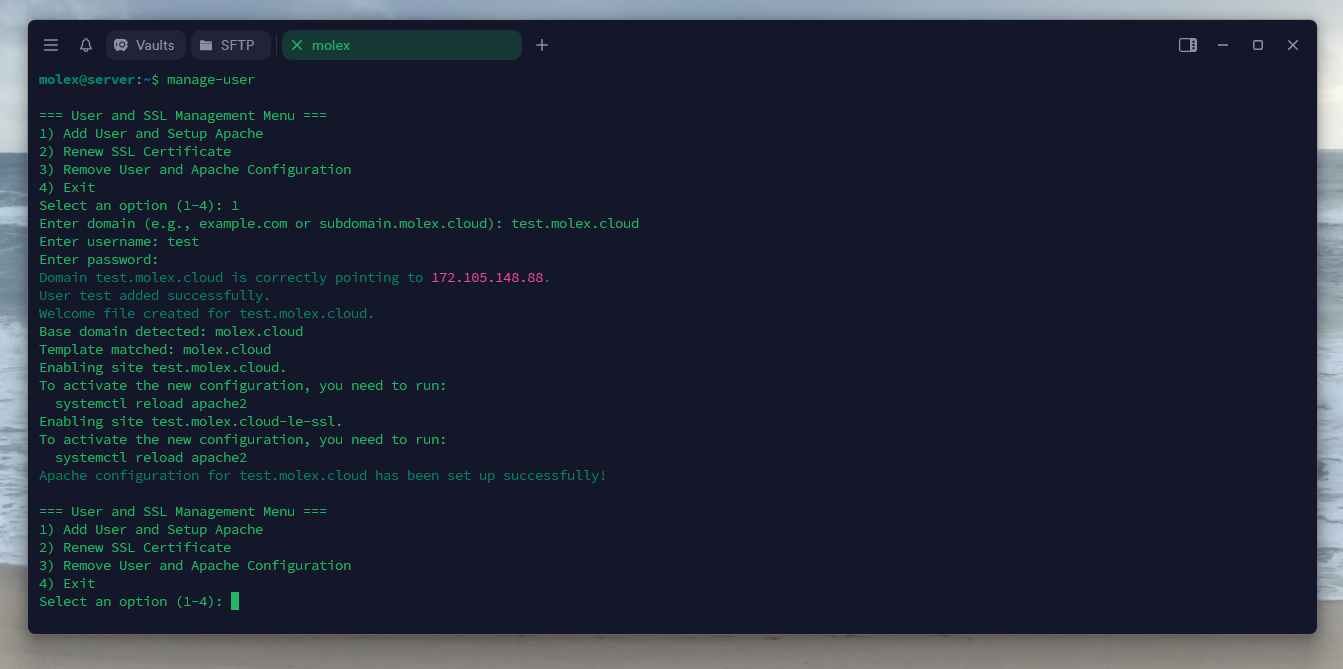 Vaults SFTP molex
molex@server:~$ manage-user
=== User and SSL Management Menu ===
1) Add User and Setup Apache
2) Renew SSL Certificate
3) Remove User and Apache Configuration
4) Exit
Select an option (1-4): 1
Enter domain (e.g., example.com or subdomain.molex.cloud): test.molex.cloud
Enter username: test
Enter password:
Domain test.molex.cloud is correctly pointing to 172.105.148.88.
User test added successfully.
Welcome file created for test.molex.cloud.
Base domain detected: molex.cloud
Template matched: molex.cloud
Enabling site test.molex.cloud.
To activate the new configuration, you need to run:
  systemctl reload apache2
Enabling site test.molex.cloud-le-ssl.
To activate the new configuration, you need to run:
  systemctl reload apache2
Apache configuration for test.molex.cloud has been set up successfully!
=== User and SSL Management Menu ===
1) Add User and Setup Apache
2) Renew SSL Certificate
3) Remove User and Apache Configuration
4) Exit
Select an option (1-4):